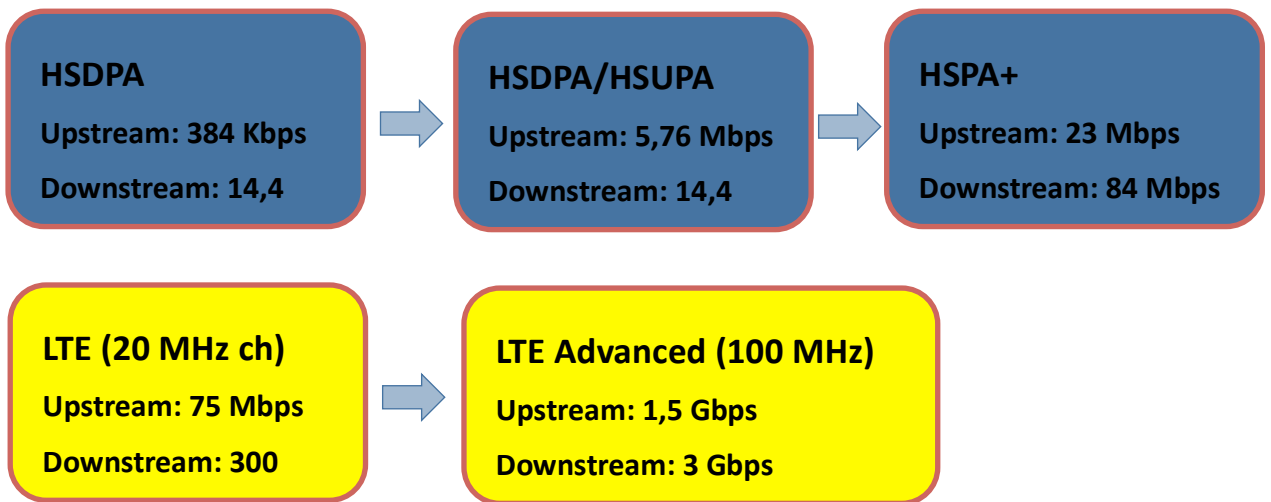 HSDPA
Upstream: 384 Kbps
Downstream: 14,4
HSDPA/HSUPA
Upstream: 5,76 Mbps
Downstream: 14,4
HSPA+
Upstream: 23 Mbps
Downstream: 84 Mbps
LTE (20 MHz ch)
Upstream: 75 Mbps
Downstream: 300
LTE Advanced (100 MHz)
Upstream: 1,5 Gbps
Downstream: 3 Gbps